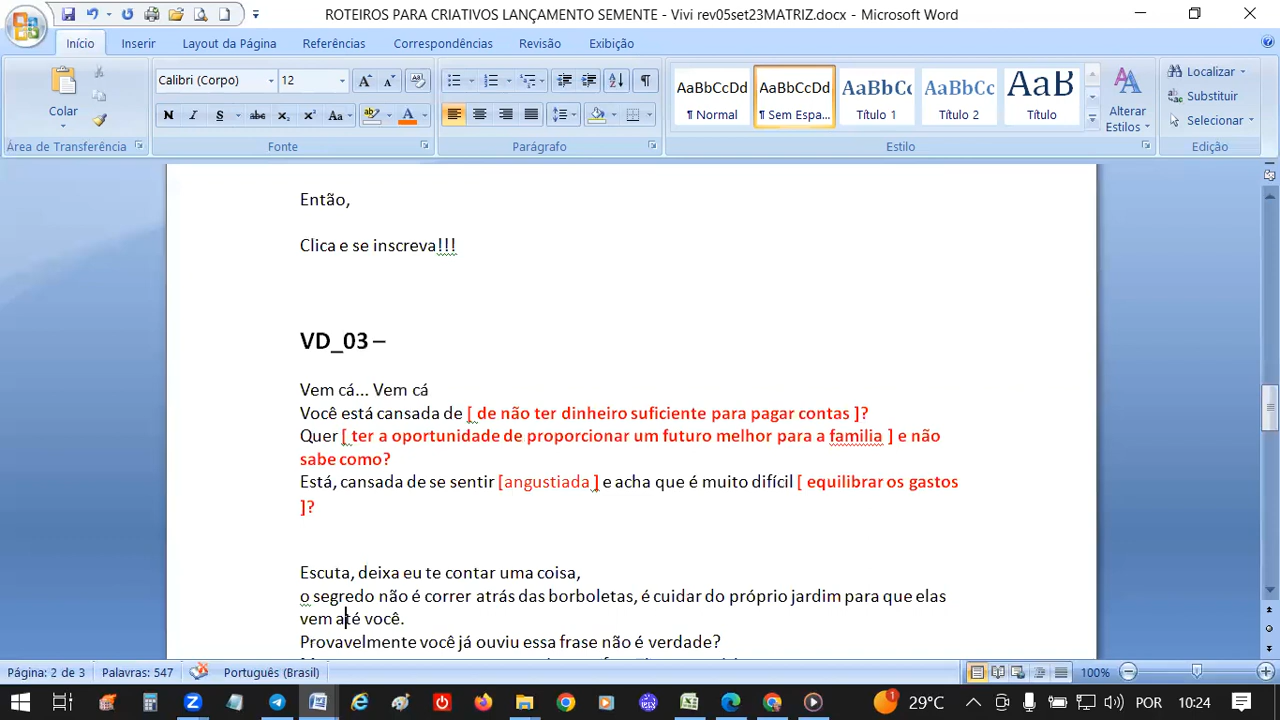 ROTEIROS PARA CRIATIVOS LANÇAMENTO SEMENTE - Vivi rev05set23MATRIZ.docx - Microsoft Word
Início Inserir Layout da Página Referências Correspondências Revisão Exibição
Calibri (Corpo) 12
AaBbCcDd AaBbCcDd AaBbCc AaBbCc AaB
Colar
N I S abc x₂ x² Aa
¶ Normal ¶ Sem Espa... Título 1 Título 2 Título
Alterar
Estilos
Localizar
Substituir
Selecionar
Área de Transferência Fonte Parágrafo Estilo Edição
Então,
Clica e se inscreva!!!
VD_03 –
Vem cá... Vem cá
Você está cansada de [ de não ter dinheiro suficiente para pagar contas ]?
Quer [ ter a oportunidade de proporcionar um futuro melhor para a familia ] e não
sabe como?
Está, cansada de se sentir [angustiada ] e acha que é muito difícil [ equilibrar os gastos
]?
Escuta, deixa eu te contar uma coisa,
o segredo não é correr atrás das borboletas, é cuidar do próprio jardim para que elas
vem até você.
Provavelmente você já ouviu essa frase não é verdade?
Página: 2 de 3 Palavras: 547 Português (Brasil) 100%
29°C POR 10:24